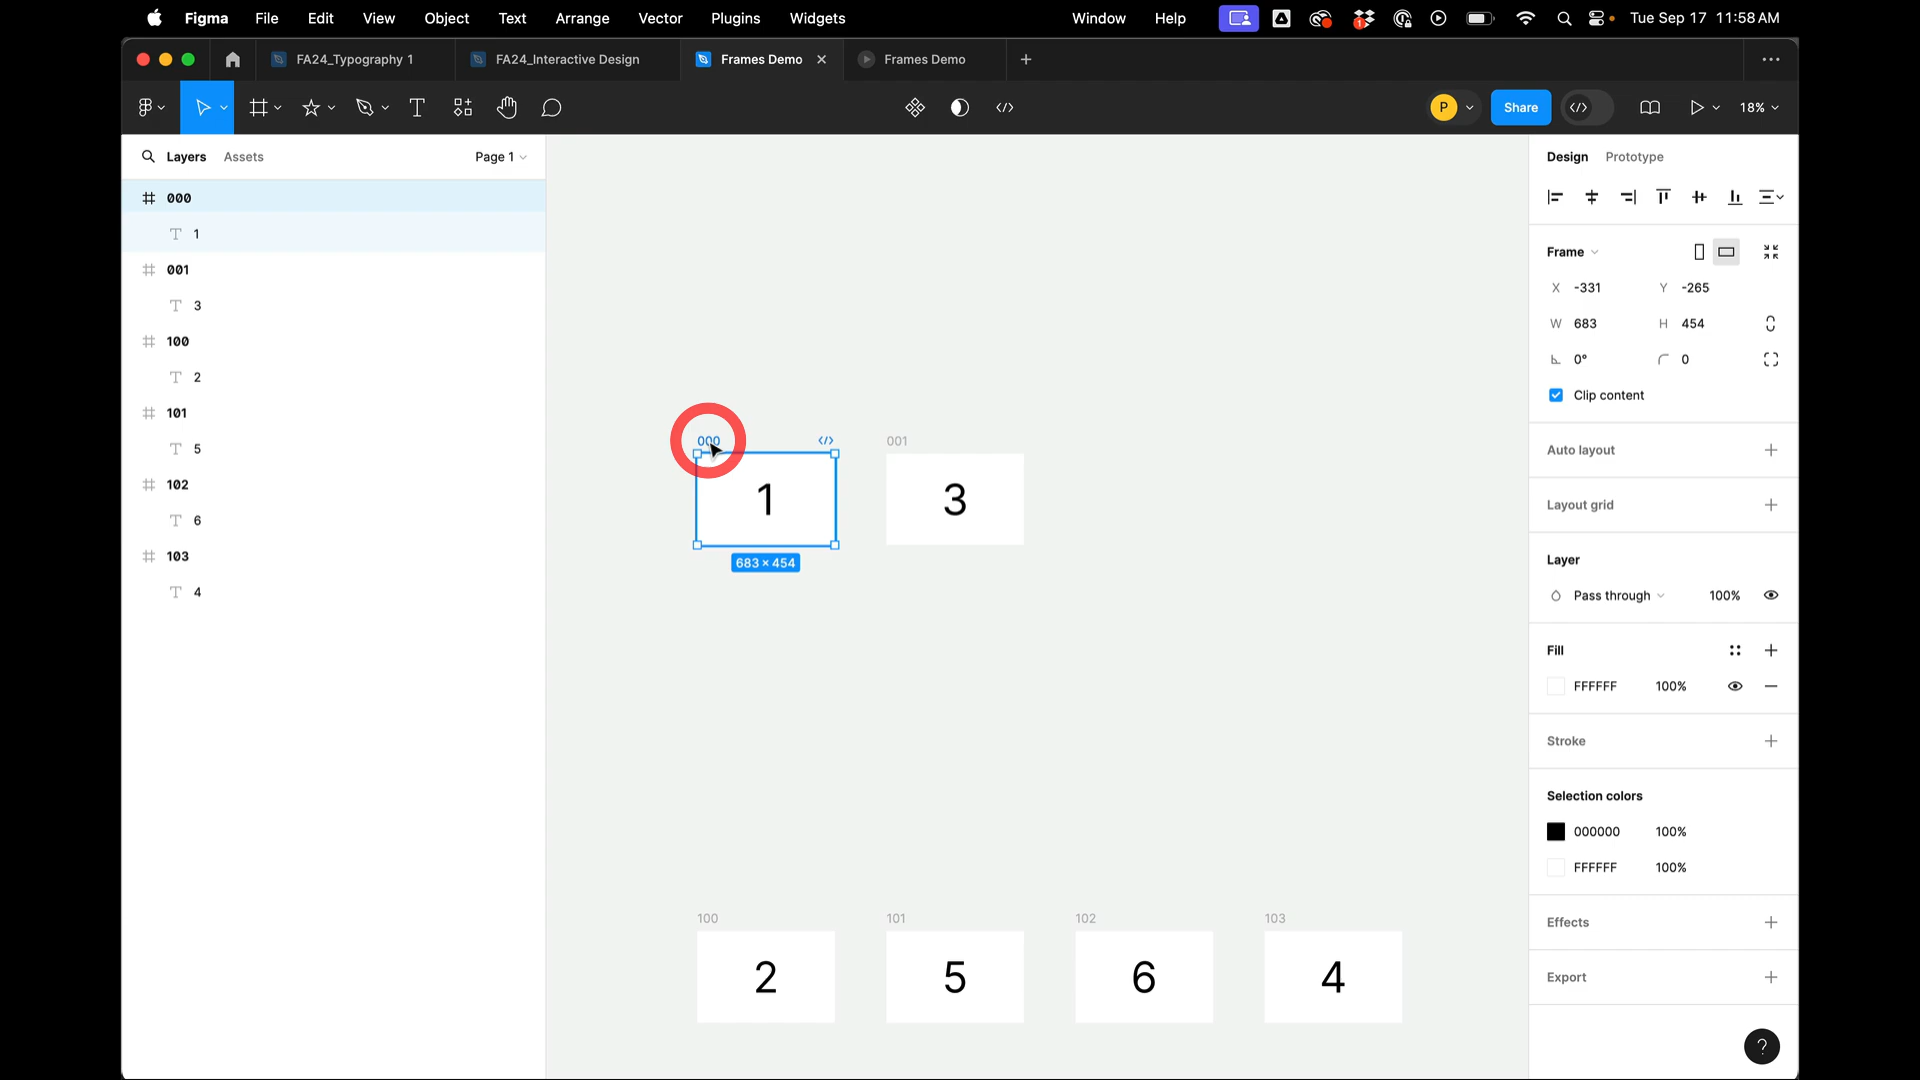 Figma File Edit View Object Text Arrange Vector Plugins Widgets Window Help Tue Sep 17 11:58 AM
FA24_Typography 1 FA24_Interactive Design Frames Demo Frames Demo
P Share 18%
Layers Assets Page 1
000
1
001
3
100
2
101
5
102
6
103
4
000 001
1 3
683 × 454
100 101 102 103
2 5 6 4
Design Prototype
Frame
X -331 Y -265
W 683 H 454
0° 0
Clip content
Auto layout
Layout grid
Layer
Pass through 100%
Fill
FFFFFF 100%
Stroke
Selection colors
000000 100%
FFFFFF 100%
Effects
Export
?